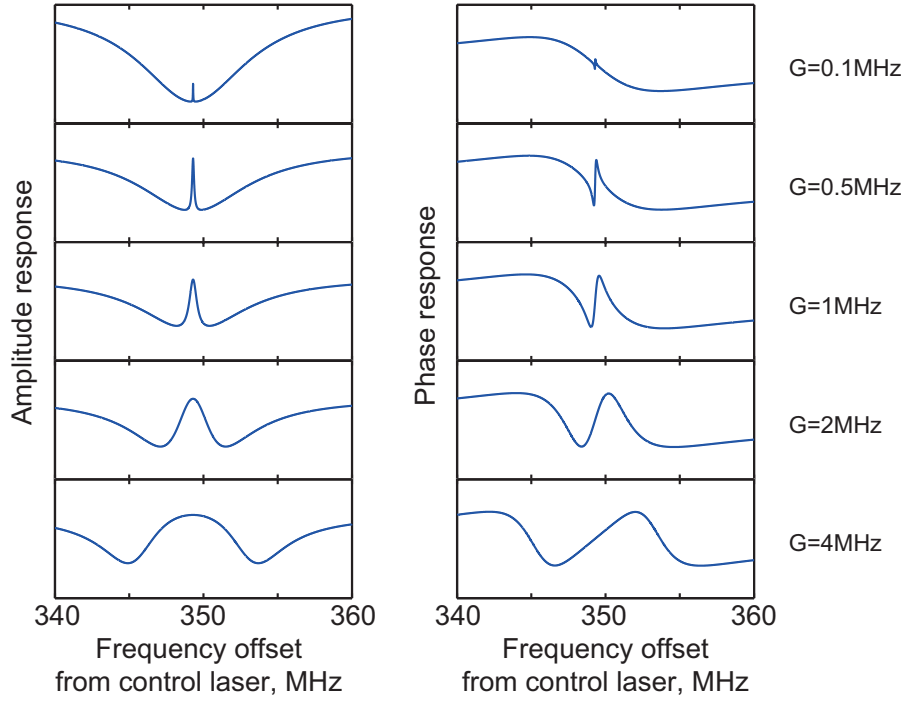 Amplitude response
Phase response
G=0.1MHz
G=0.5MHz
G=1MHz
G=2MHz
G=4MHz
340 350 360
340 350 360
Frequency offset
from control laser, MHz
Frequency offset
from control laser, MHz